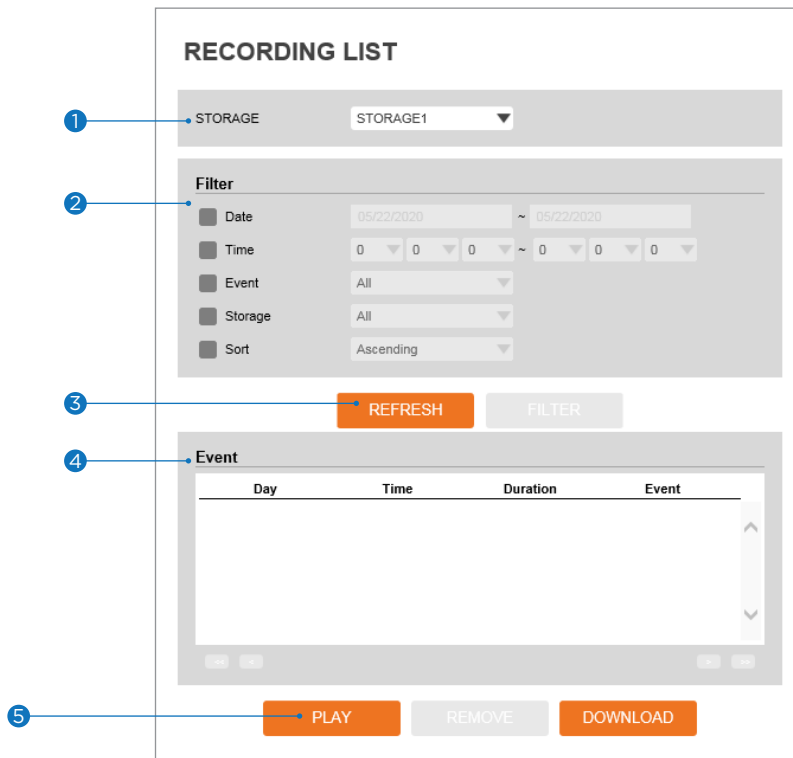 RECORDING LIST
1 STORAGE STORAGE1
Filter
2
Date 05/22/2020 ~ 05/22/2020
Time 0 0 0 ~ 0 0 0
Event All
Storage All
Sort Ascending
3 REFRESH FILTER
4 Event
Day Time Duration Event
<< < > >>
5 PLAY REMOVE DOWNLOAD